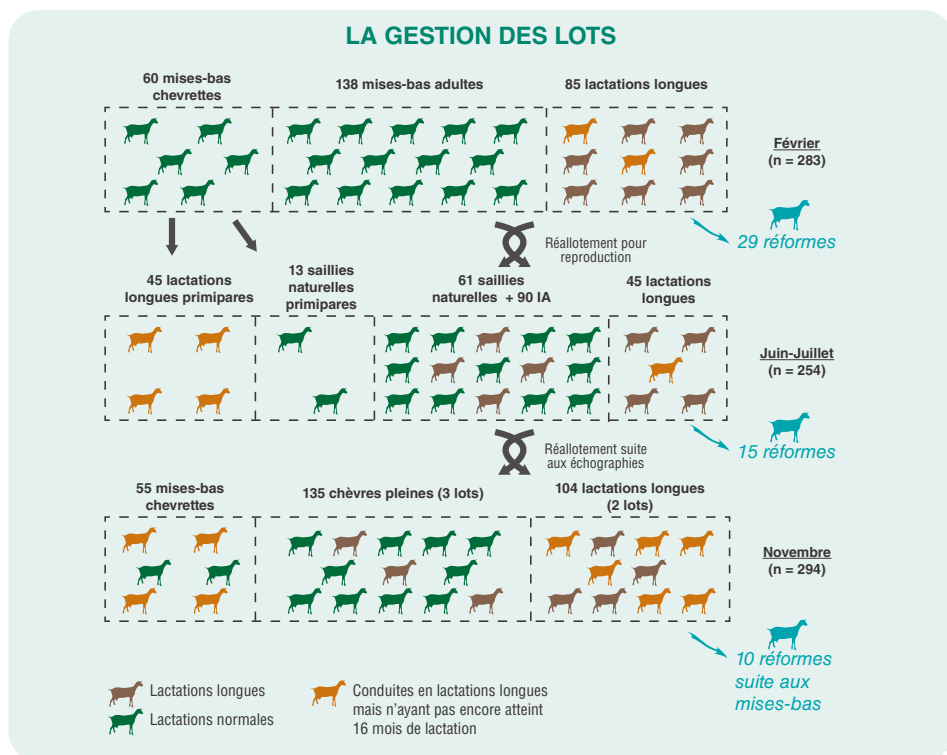 LA GESTION DES LOTS
60 mises-bas
chevrettes
138 mises-bas adultes
85 lactations longues
Février
(n = 283)
29 réformes
Réallotement pour
reproduction
45 lactations
longues primipares
13 saillies
naturelles
primipares
61 saillies
naturelles + 90 IA
45 lactations
longues
Juin-Juillet
(n = 254)
15 réformes
Réallotement suite
aux échographies
55 mises-bas
chevrettes
135 chèvres pleines (3 lots)
104 lactations longues
(2 lots)
Novembre
(n = 294)
10 réformes
suite aux
mises-bas
Lactations longues
Lactations normales
Conduites en lactations longues
mais n'ayant pas encore atteint
16 mois de lactation